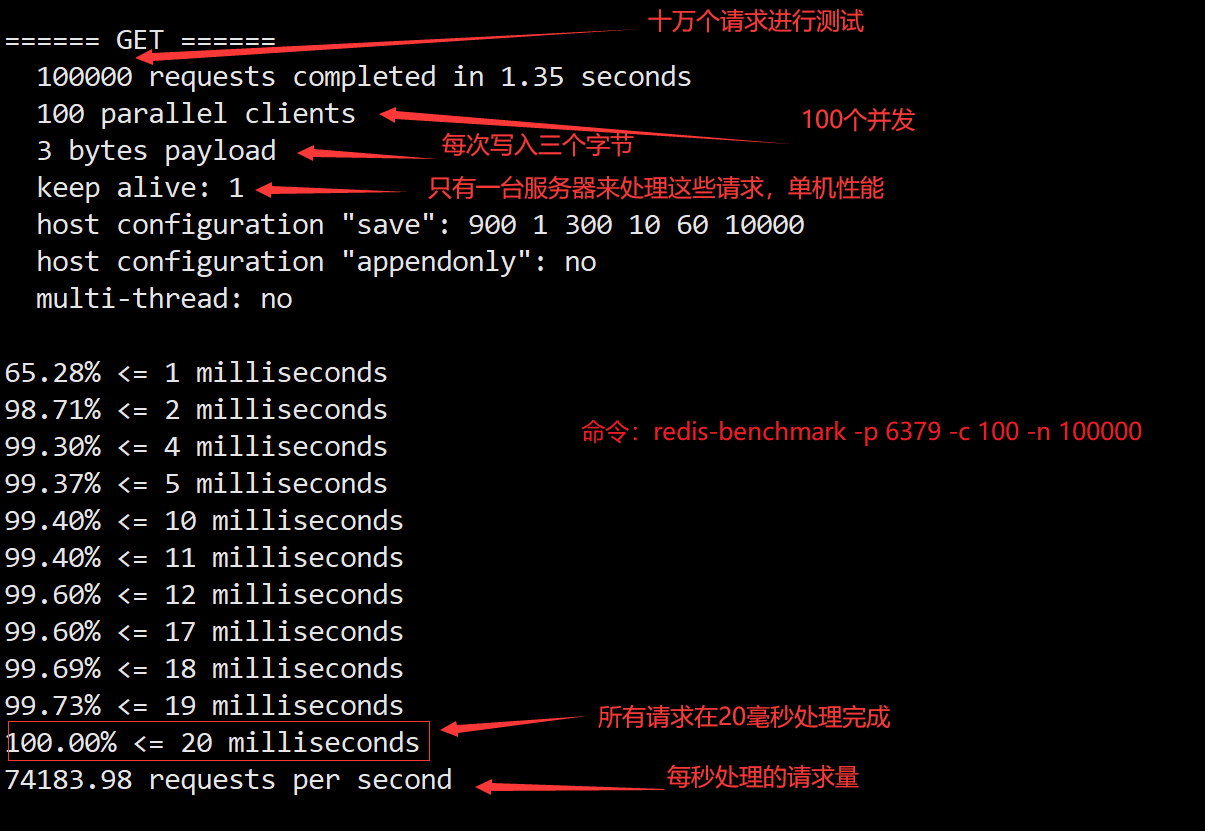 十万个请求进行测试
====== GET ======
100000 requests completed in 1.35 seconds
100 parallel clients
100个并发
3 bytes payload
每次写入三个字节
keep alive: 1
只有一台服务器来处理这些请求，单机性能
host configuration "save": 900 1 300 10 60 10000
host configuration "appendonly": no
multi-thread: no
65.28% <= 1 milliseconds
98.71% <= 2 milliseconds
命令：redis-benchmark -p 6379 -c 100 -n 100000
99.30% <= 4 milliseconds
99.37% <= 5 milliseconds
99.40% <= 10 milliseconds
99.40% <= 11 milliseconds
99.60% <= 12 milliseconds
99.60% <= 17 milliseconds
99.69% <= 18 milliseconds
99.73% <= 19 milliseconds
所有请求在20毫秒处理完成
100.00% <= 20 milliseconds
74183.98 requests per second
每秒处理的请求量